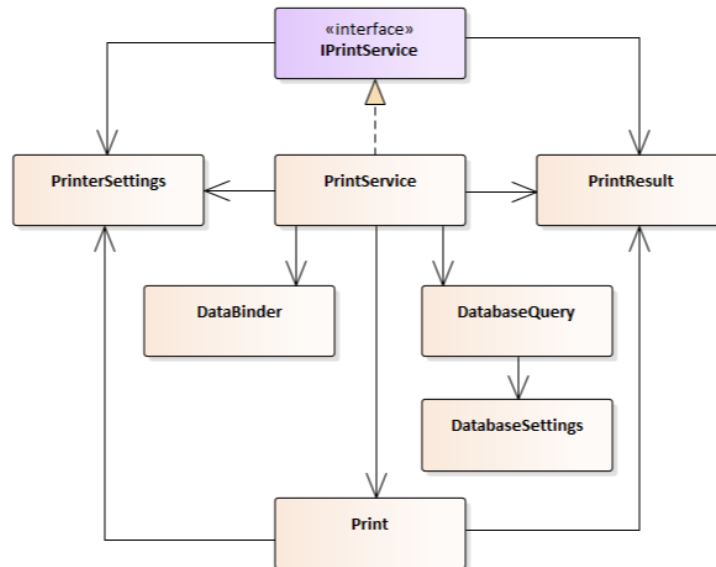 «interface»
IPrintService
PrinterSettings
PrintService
PrintResult
DataBinder
DatabaseQuery
DatabaseSettings
Print